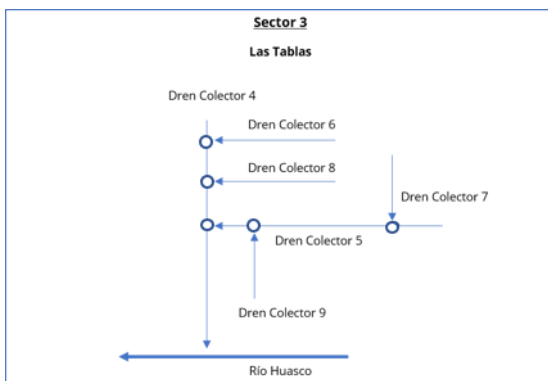 Sector 3
Las Tablas
Dren Colector 4
Dren Colector 6
Dren Colector 8
Dren Colector 7
Dren Colector 5
Dren Colector 9
Río Huasco